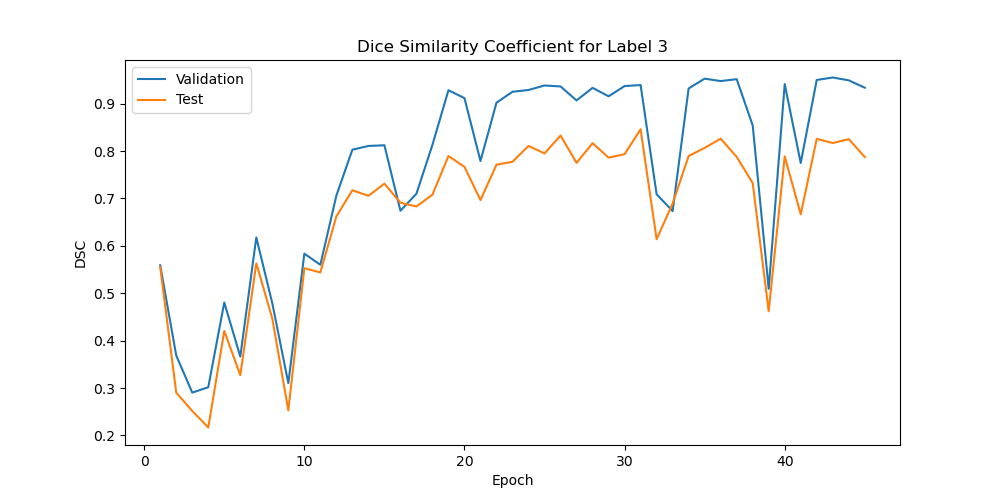 Dice Similarity Coefficient for Label 3
Validation
Test
DSC
0.9
0.8
0.7
0.6
0.5
0.4
0.3
0.2
0 10 20 30 40
Epoch